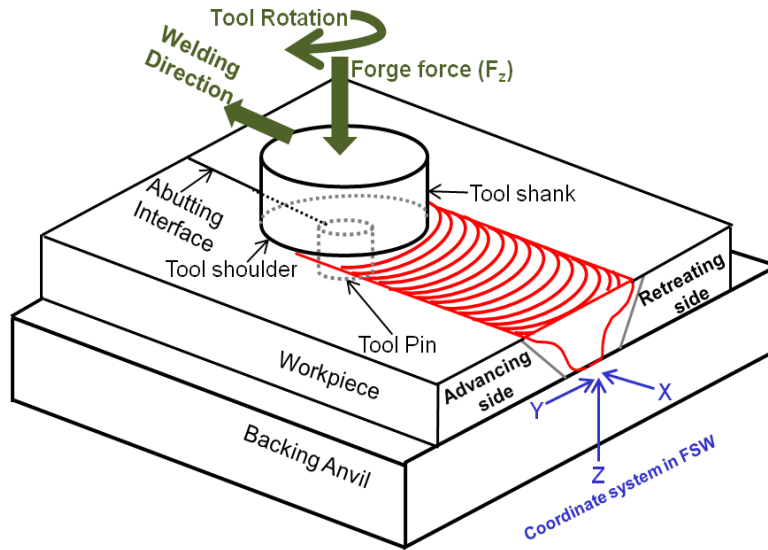 Tool Rotation
Welding
Direction
Forge force (Fz)
Abutting
Interface
Tool shank
Tool shoulder
Tool Pin
Retreating
side
Workpiece
Advancing
side
Y
X
Z
Backing Anvil
Coordinate system in FSW